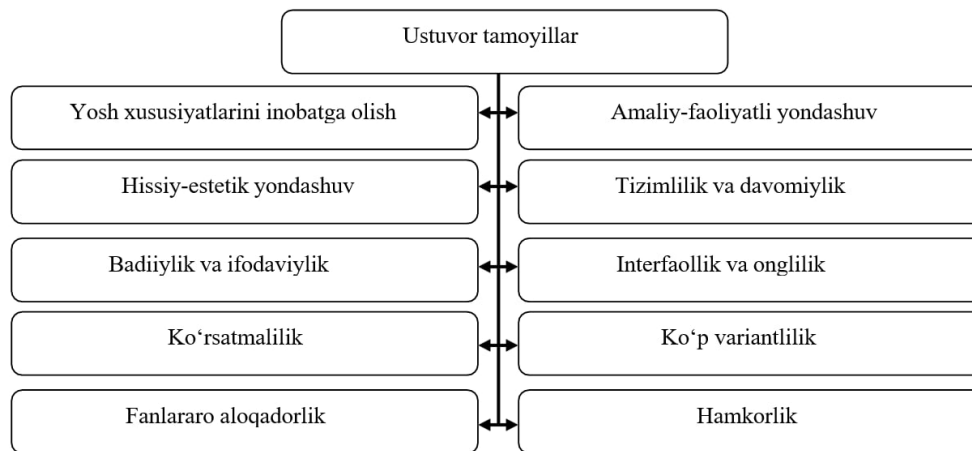 Ustuvor tamoyillar
Yosh xususiyatlarini inobatga olish
Amaliy-faoliyatli yondashuv
Hissiy-estetik yondashuv
Tizimlilik va davomiylik
Badiiylik va ifodaviylik
Interfaollik va onglilik
Ko‘rsatmalilik
Ko‘p variantlilik
Fanlararo aloqadorlik
Hamkorlik